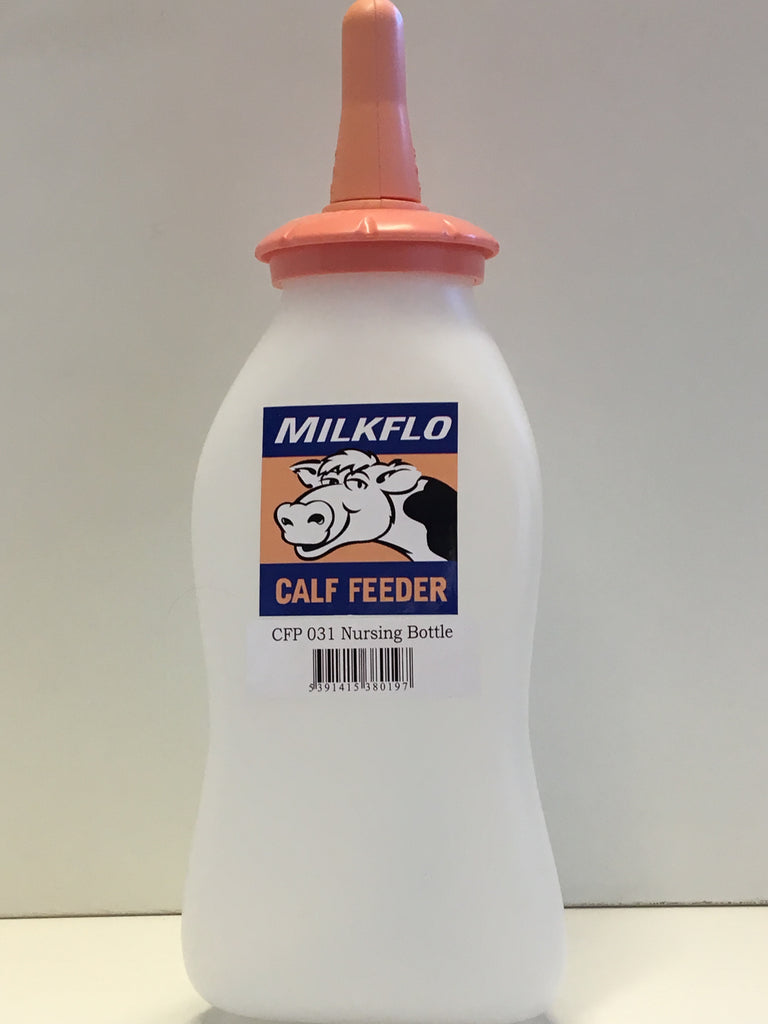 MILKFLO
CALF FEEDER
CFP 031 Nursing Bottle
5391415380197